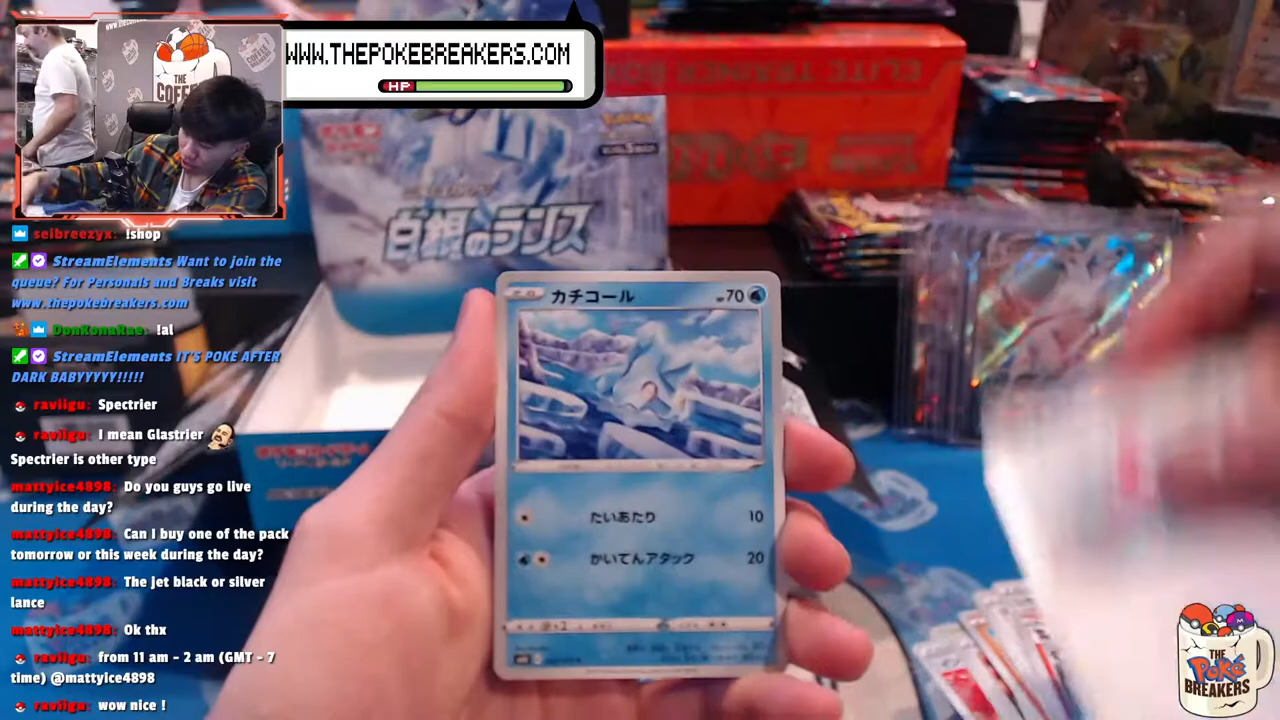 WWW.THEPOKEBREAKERS.COM
HP
THE
COFFEE
ELITE TRAINER BOX
白銀のランス
seibreezyx: !shop
StreamElements Want to join the
queue? For Personals and Breaks visit
www.thepokebreakers.com
DonKonaRae: !al
StreamElements IT'S POKE AFTER
DARK BABYYYYY!!!!!
raviigu: Spectrier
raviigu: I mean Glastrier
Spectrier is other type
mattyice4898: Do you guys go live
during the day?
mattyice4898: Can I buy one of the pack
tomorrow or this week during the day?
mattyice4898: The jet black or silver
lance
mattyice4898: Ok thx
raviigu: from 11 am - 2 am (GMT - 7
time) @mattyice4898
raviigu: wow nice !
カチコール
HP 70
たいあたり 10
かいてんアタック 20
×2
THE
Poké
BREAKERS